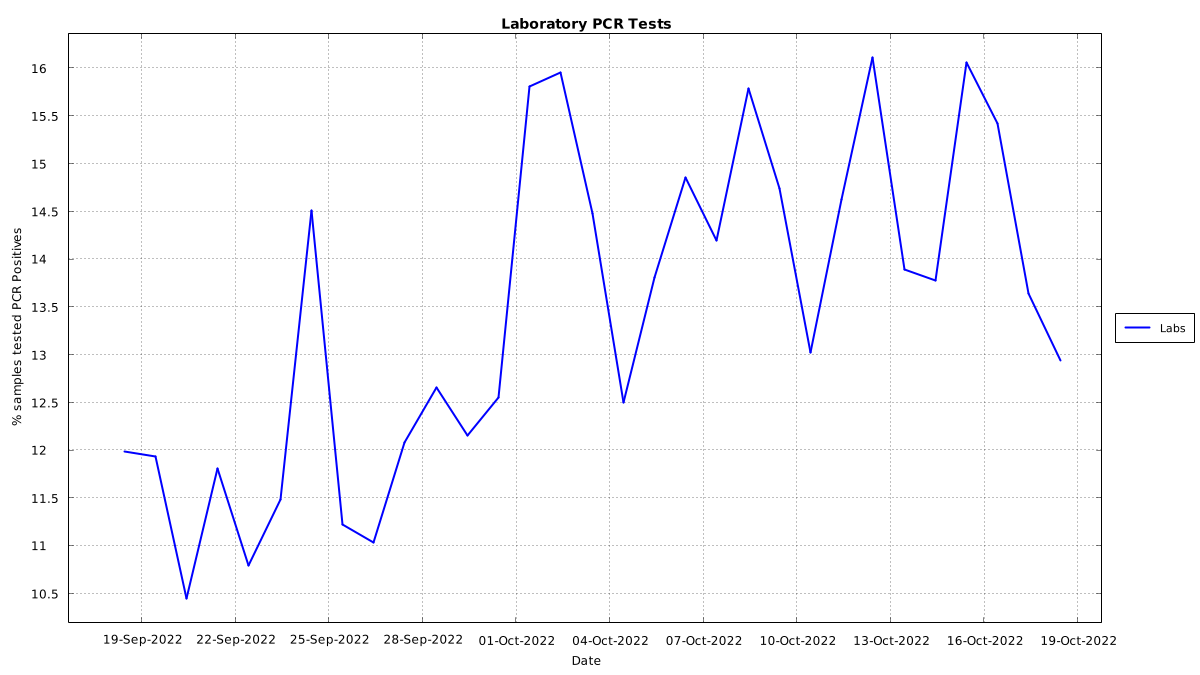 Laboratory PCR Tests
% samples tested PCR Positives
16
15.5
15
14.5
14
13.5
13
12.5
12
11.5
11
10.5
19-Sep-2022 22-Sep-2022 25-Sep-2022 28-Sep-2022 01-Oct-2022 04-Oct-2022 07-Oct-2022 10-Oct-2022 13-Oct-2022 16-Oct-2022 19-Oct-2022
Date
Labs